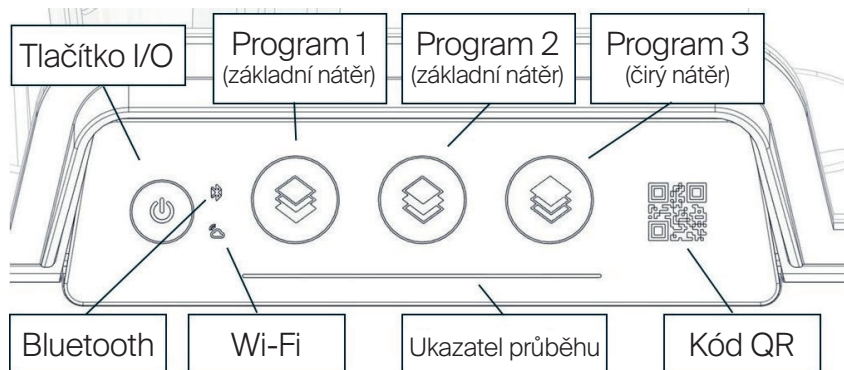 Tlačítko I/O
Program 1
(základní nátěr)
Program 2
(základní nátěr)
Program 3
(čirý nátěr)
Bluetooth
Wi-Fi
Ukazatel průběhu
Kód QR